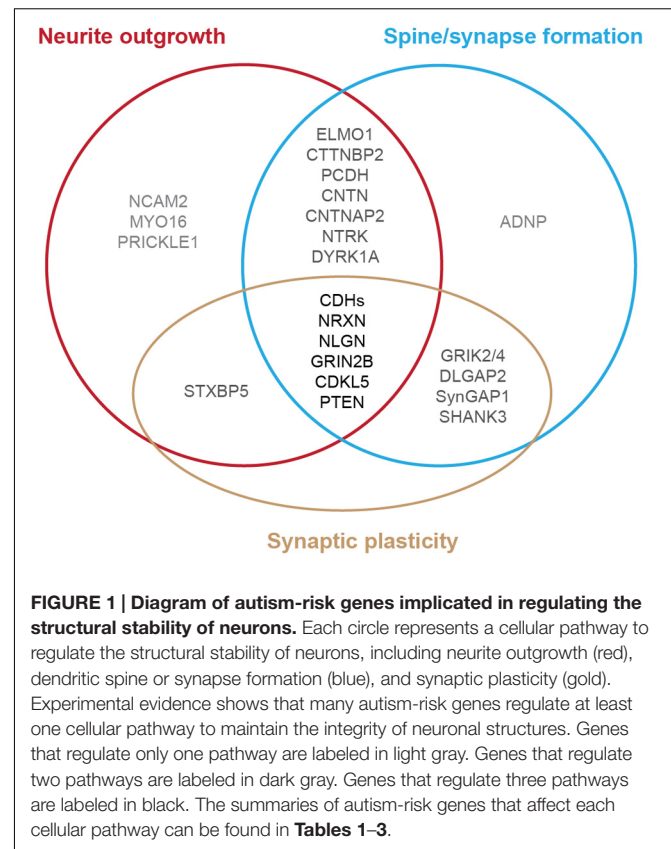 Neurite outgrowth
Spine/synapse formation
ELMO1
CTTNBP2
PCDH
CNTN
CNTNAP2
NTRK
DYRK1A
NCAM2
MYO16
PRICKLE1
ADNP
CDHs
NRXN
NLGN
GRIN2B
CDKL5
PTEN
STXBP5
GRIK2/4
DLGAP2
SynGAP1
SHANK3
Synaptic plasticity
FIGURE 1 | Diagram of autism-risk genes implicated in regulating the
structural stability of neurons. Each circle represents a cellular pathway to
regulate the structural stability of neurons, including neurite outgrowth (red),
dendritic spine or synapse formation (blue), and synaptic plasticity (gold).
Experimental evidence shows that many autism-risk genes regulate at least
one cellular pathway to maintain the integrity of neuronal structures. Genes
that regulate only one pathway are labeled in light gray. Genes that regulate
two pathways are labeled in dark gray. Genes that regulate three pathways
are labeled in black. The summaries of autism-risk genes that affect each
cellular pathway can be found in Tables 1–3.